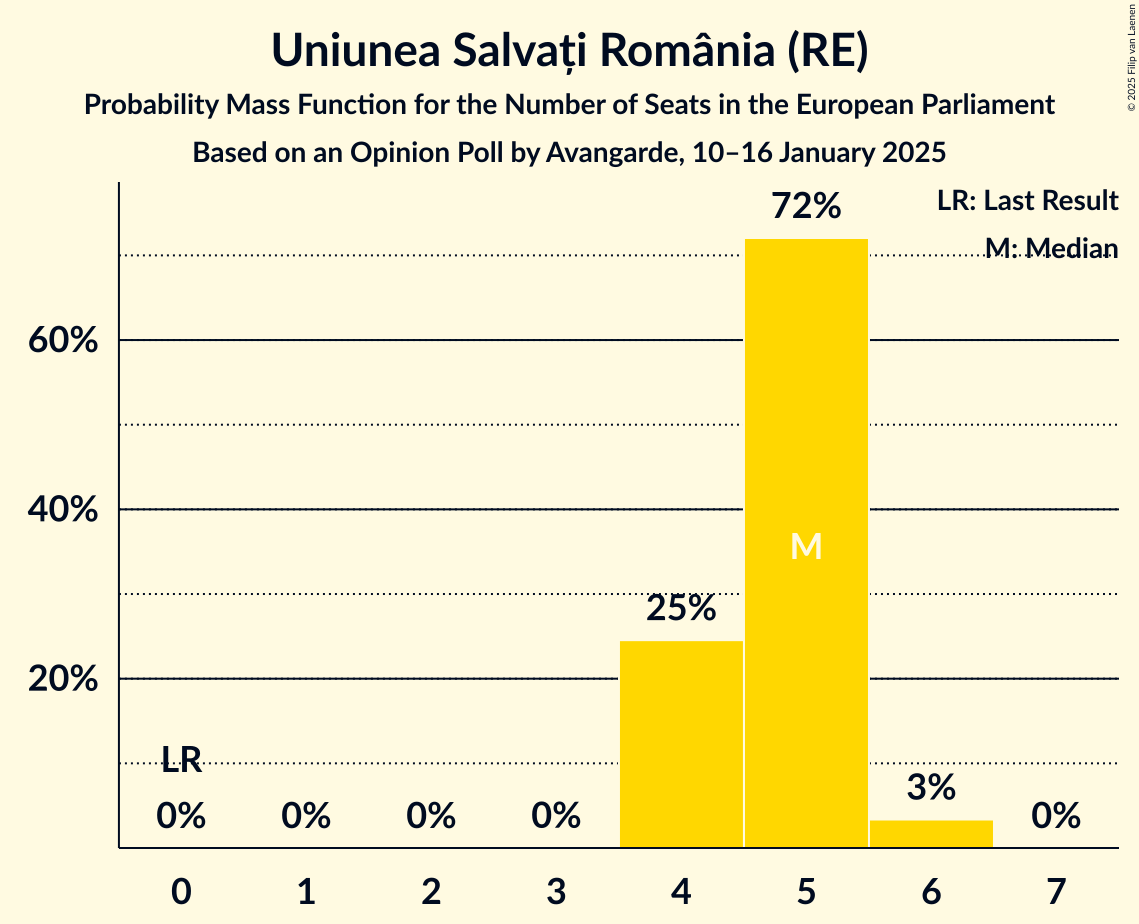 Uniunea Salvați România (RE)
Probability Mass Function for the Number of Seats in the European Parliament
Based on an Opinion Poll by Avangarde, 10–16 January 2025
© 2025 Filip van Laenen
LR: Last Result
M: Median
72%
60%
40%
M
25%
20%
LR
3%
0% 0% 0% 0% 0%
0 1 2 3 4 5 6 7